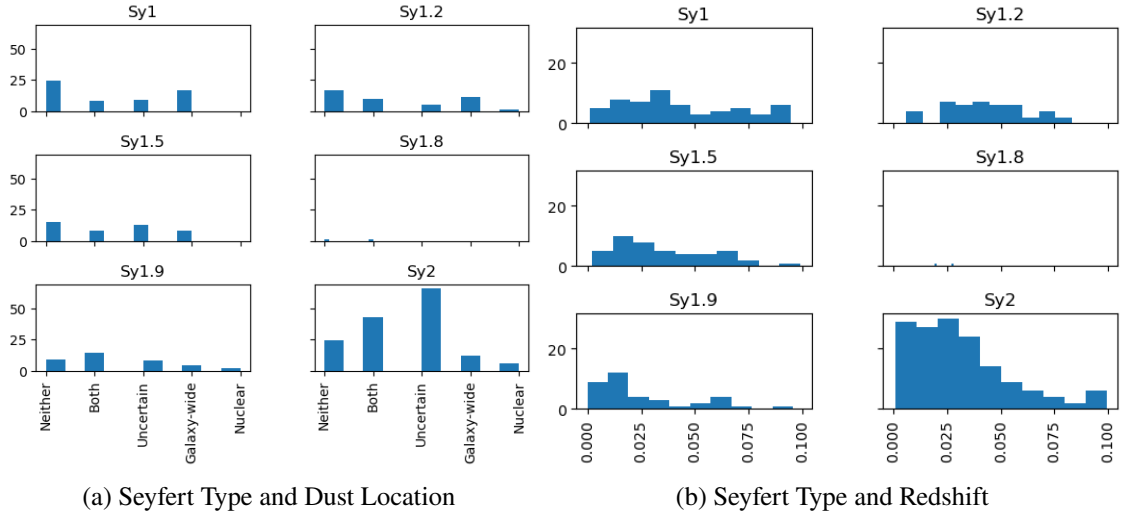 Sy1
Sy1.2
50
25
0
Sy1.5
Sy1.8
50
25
0
Sy1.9
Sy2
50
25
0
Neither
Both
Uncertain
Galaxy-wide
Nuclear
Neither
Both
Uncertain
Galaxy-wide
Nuclear
(a) Seyfert Type and Dust Location
Sy1
Sy1.2
20
0
Sy1.5
Sy1.8
20
0
Sy1.9
Sy2
20
0
0.000
0.025
0.050
0.075
0.100
0.000
0.025
0.050
0.075
0.100
(b) Seyfert Type and Redshift